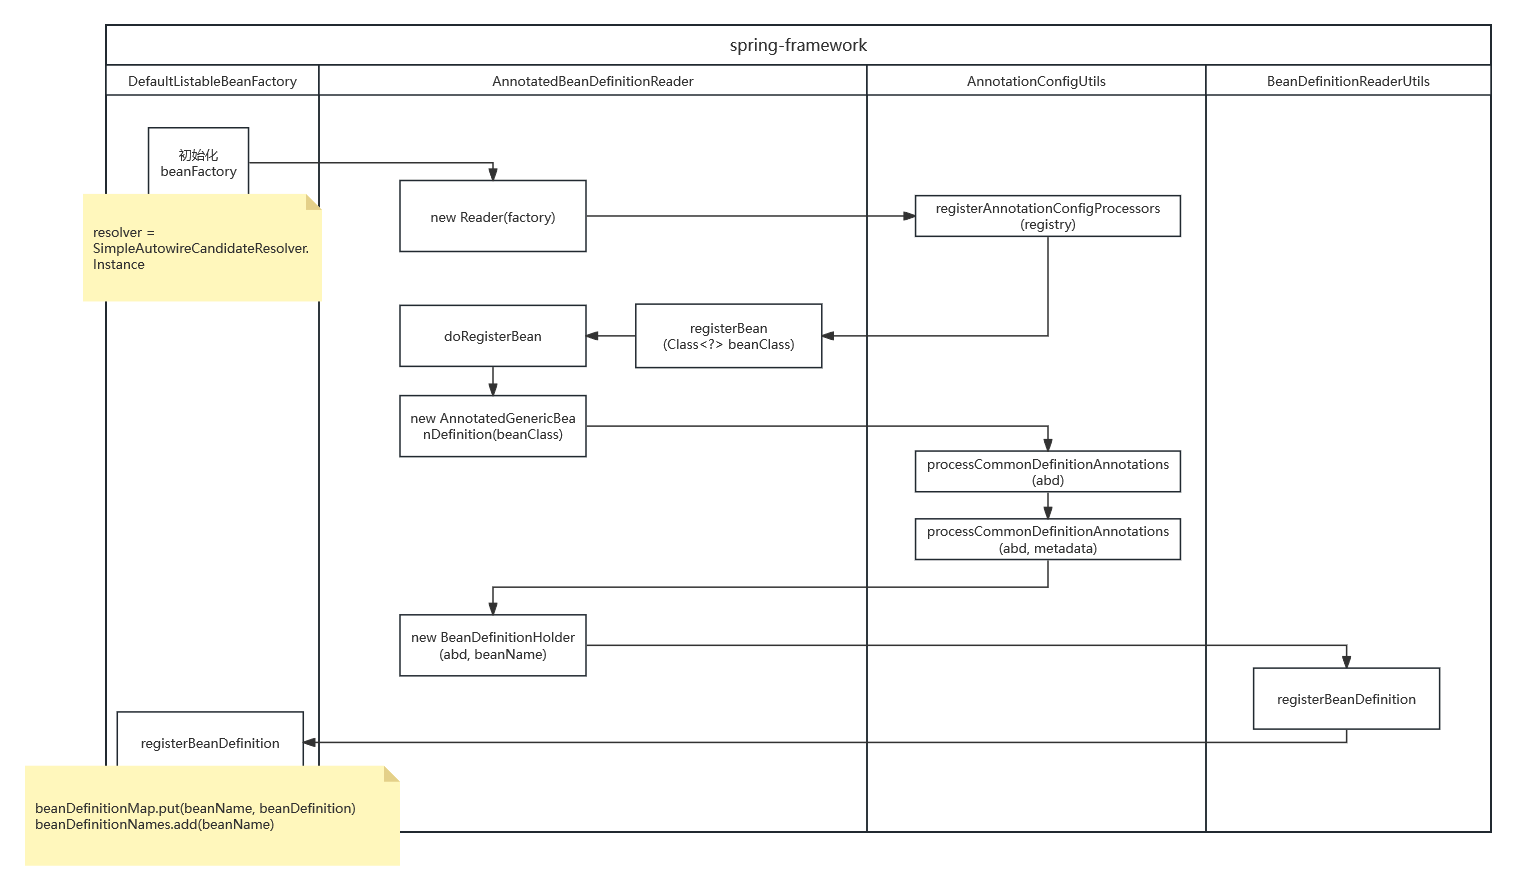 spring-framework
DefaultListableBeanFactory
AnnotatedBeanDefinitionReader
AnnotationConfigUtils
BeanDefinitionReaderUtils
初始化
beanFactory
resolver =
SimpleAutowireCandidateResolver.
Instance
new Reader(factory)
registerAnnotationConfigProcessors
(registry)
registerBean
(Class<?> beanClass)
doRegisterBean
new AnnotatedGenericBea
nDefinition(beanClass)
processCommonDefinitionAnnotations
(abd)
processCommonDefinitionAnnotations
(abd, metadata)
new BeanDefinitionHolder
(abd, beanName)
registerBeanDefinition
registerBeanDefinition
beanDefinitionMap.put(beanName, beanDefinition)
beanDefinitionNames.add(beanName)